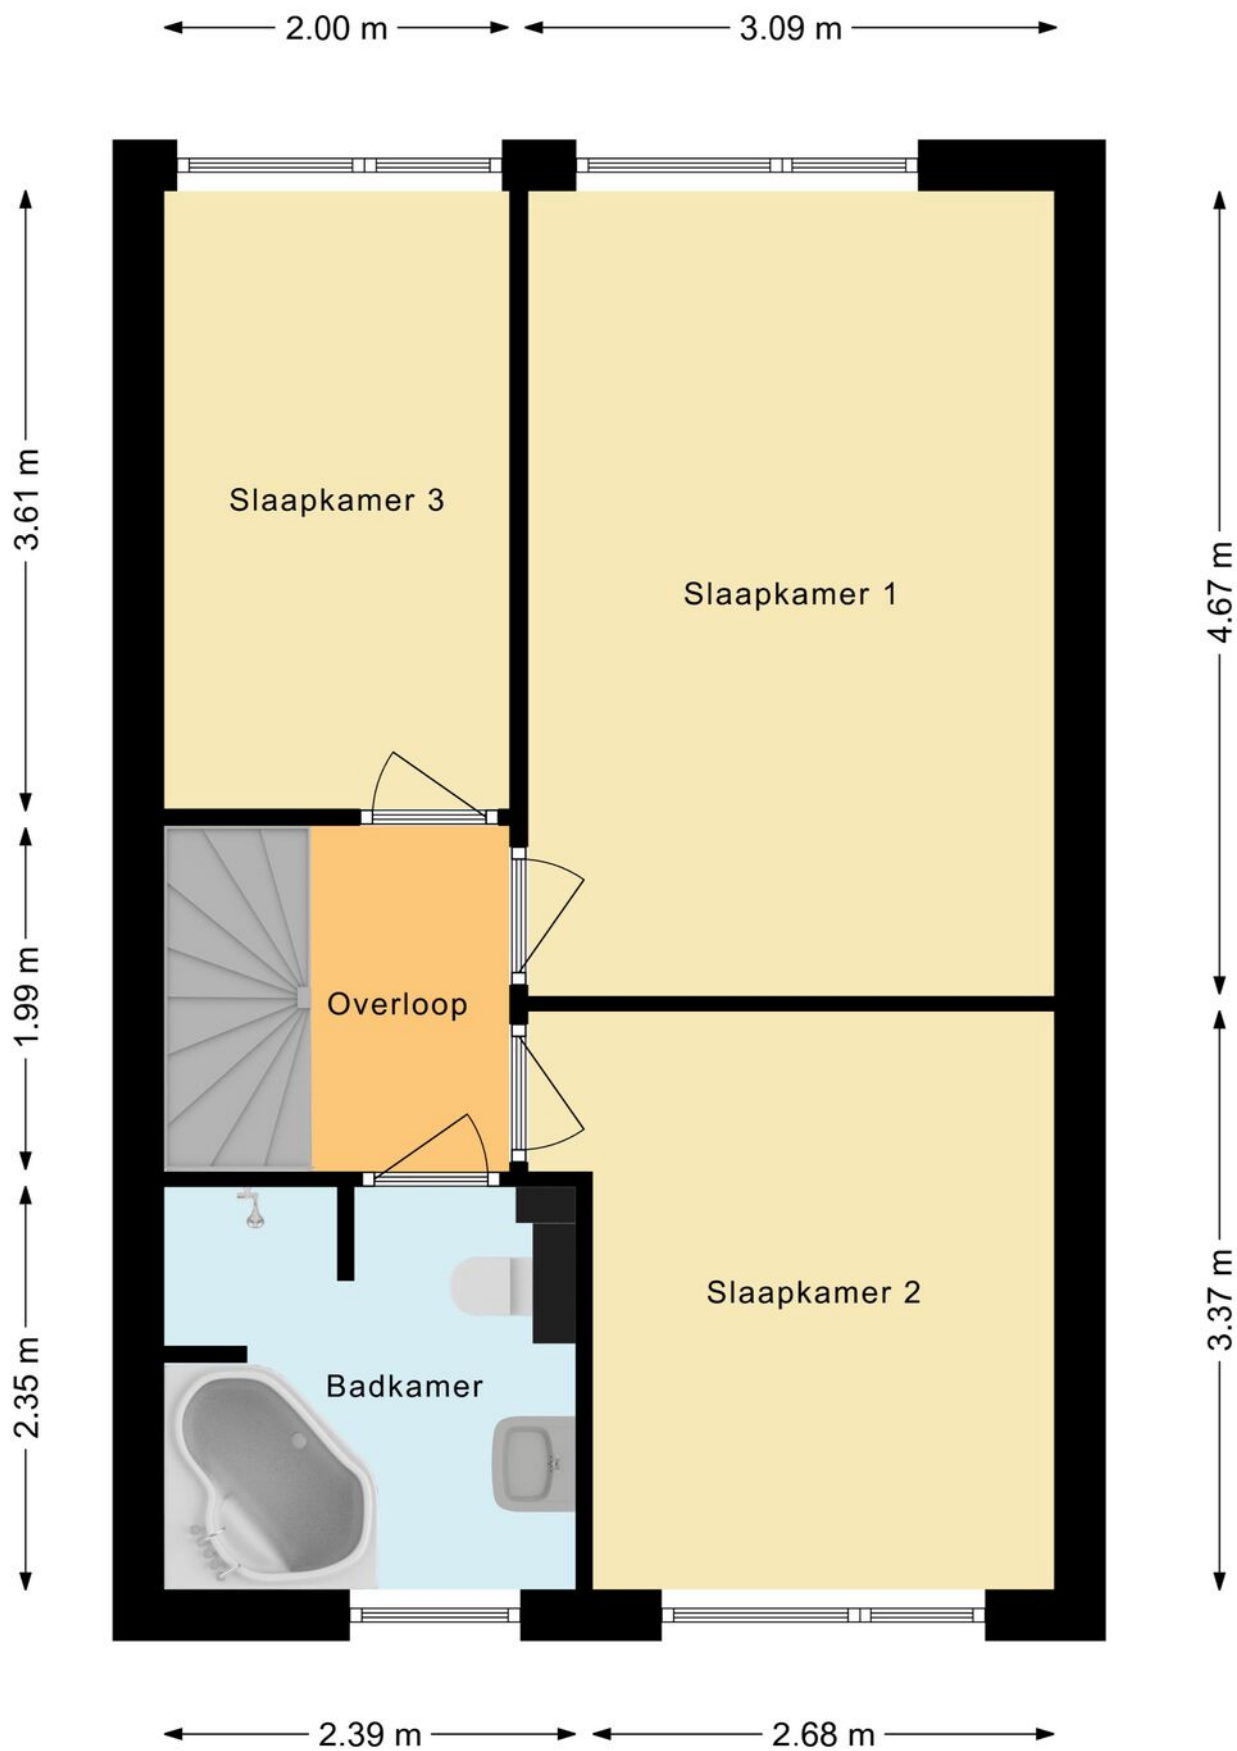 2.00 m
3.09 m
3.61 m
4.67 m
Slaapkamer 3
Slaapkamer 1
1.99 m
Overloop
Slaapkamer 2
3.37 m
2.35 m
Badkamer
2.39 m
2.68 m